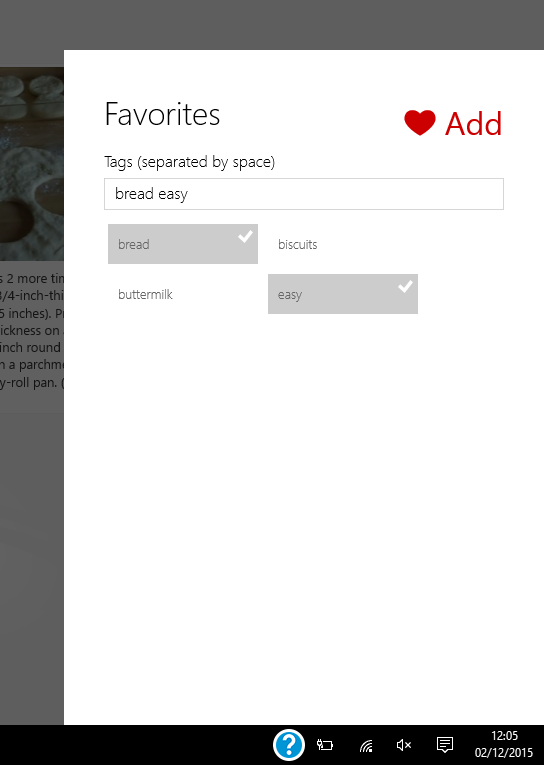 Favorites
Add
Tags (separated by space)
bread easy
bread
biscuits
buttermilk
easy
s 2 more tin
3/4-inch-thi
5 inches). P
ickness on
inch round
n a parchm
y-roll pan. (
?
12:05
02/12/2015